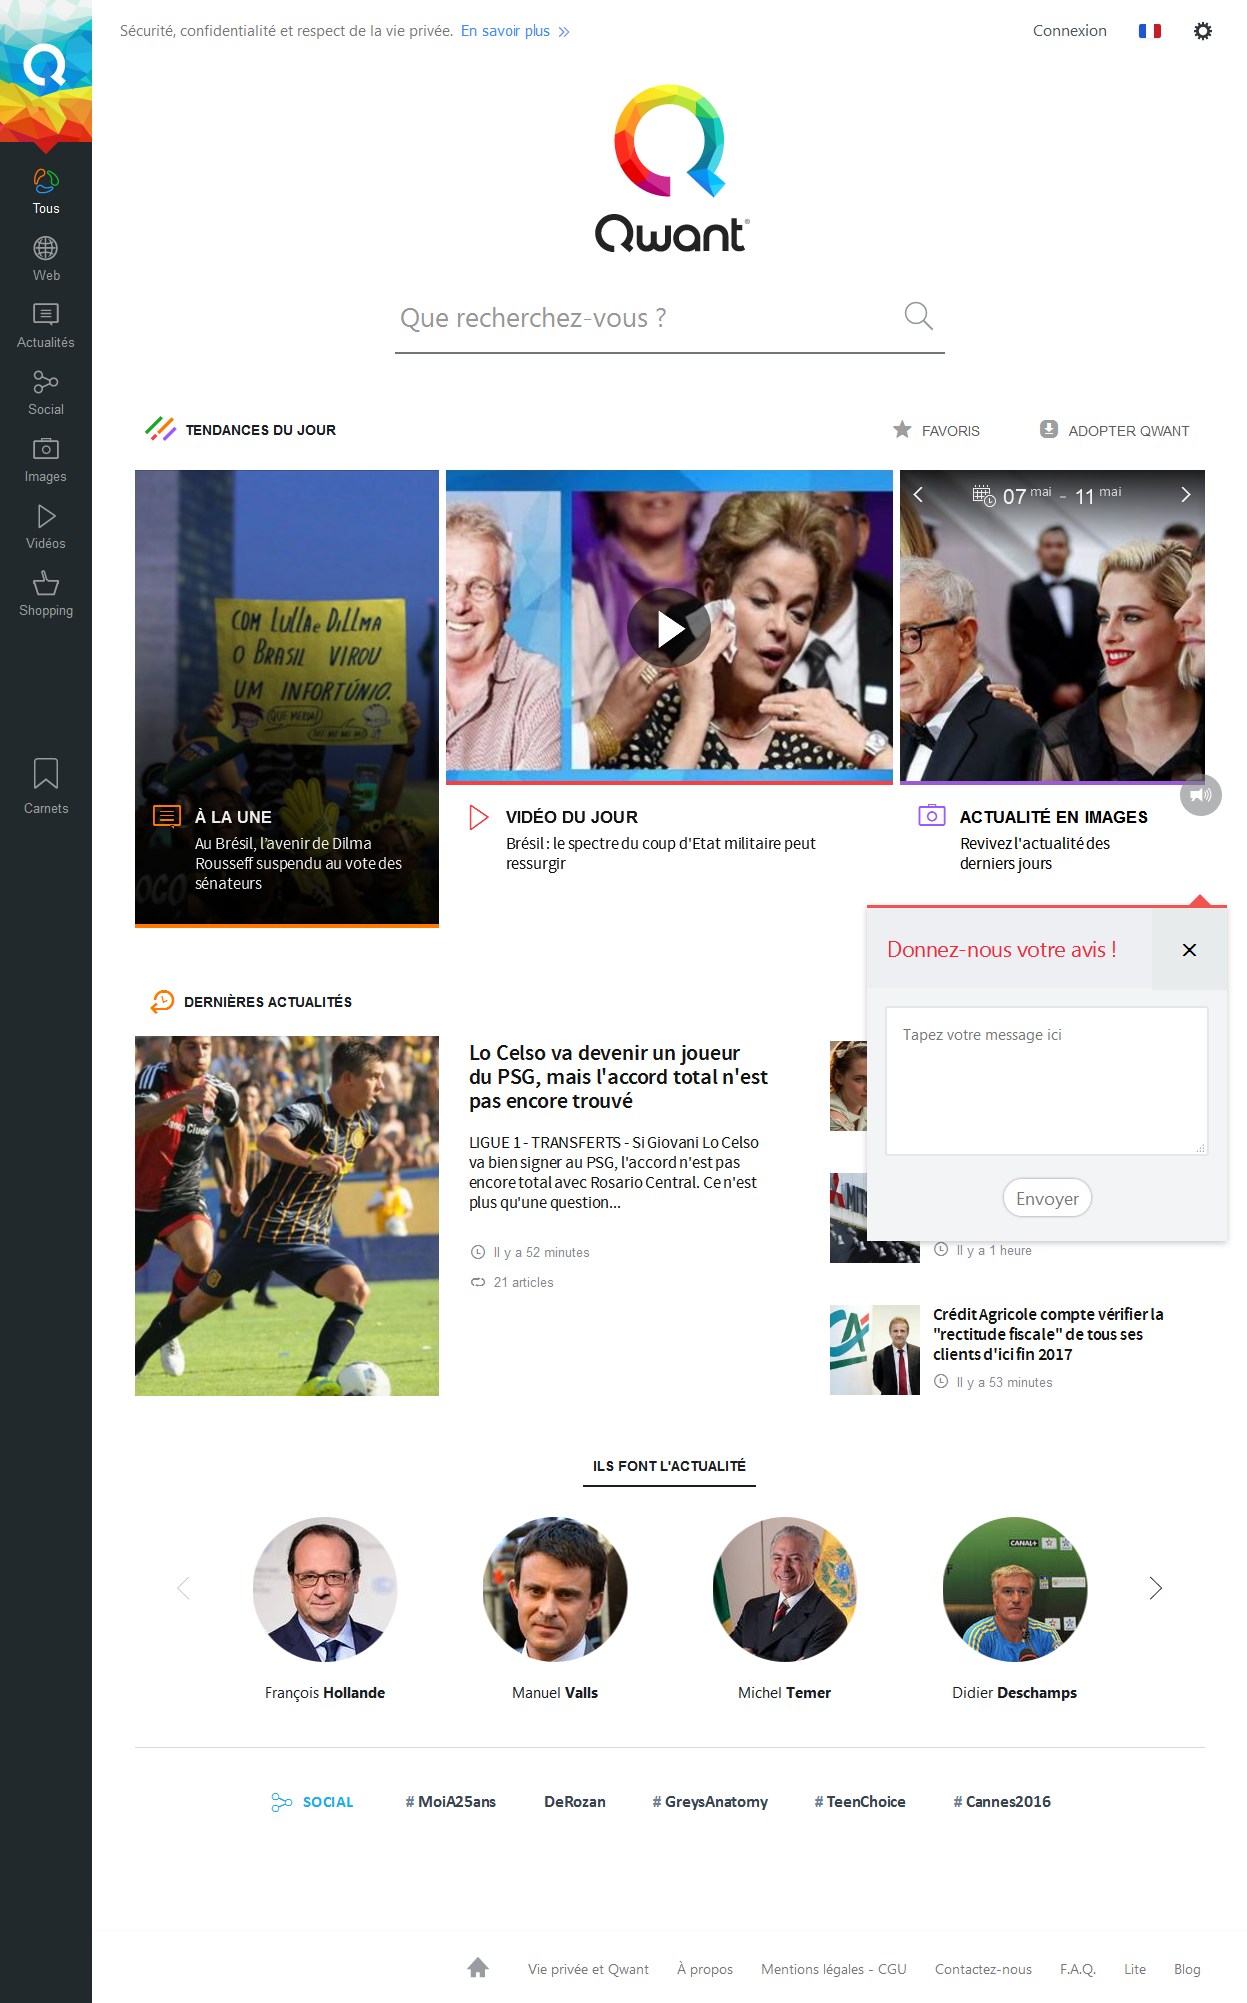 Sécurité, confidentialité et respect de la vie privée. En savoir plus
Connexion
Qwant
Que recherchez-vous ?
Tous
Web
Actualités
Social
Images
Vidéos
Shopping
Carnets
TENDANCES DU JOUR
FAVORIS
ADOPTER QWANT
COM LULLA e DILLMA
O BRASIL VIROU
UM INFORTÚNIO.
QUE MERDA!
07 mai - 11 mai
À LA UNE
Au Brésil, l'avenir de Dilma
Rousseff suspendu au vote des
sénateurs
VIDÉO DU JOUR
Brésil : le spectre du coup d'Etat militaire peut
ressurgir
ACTUALITÉ EN IMAGES
Revivez l'actualité des
derniers jours
Donnez-nous votre avis !
Tapez votre message ici
Envoyer
DERNIÈRES ACTUALITÉS
Lo Celso va devenir un joueur
du PSG, mais l'accord total n'est
pas encore trouvé
LIGUE 1 - TRANSFERTS - Si Giovani Lo Celso
va bien signer au PSG, l'accord n'est pas
encore total avec Rosario Central. Ce n'est
plus qu'une question...
Il y a 52 minutes
21 articles
Il y a 1 heure
Crédit Agricole compte vérifier la
"rectitude fiscale" de tous ses
clients d'ici fin 2017
Il y a 53 minutes
ILS FONT L'ACTUALITÉ
CANAL+
François Hollande
Manuel Valls
Michel Temer
Didier Deschamps
SOCIAL
# MoiA25ans
DeRozan
# GreysAnatomy
# TeenChoice
# Cannes2016
Vie privée et Qwant
À propos
Mentions légales - CGU
Contactez-nous
F.A.Q.
Lite
Blog